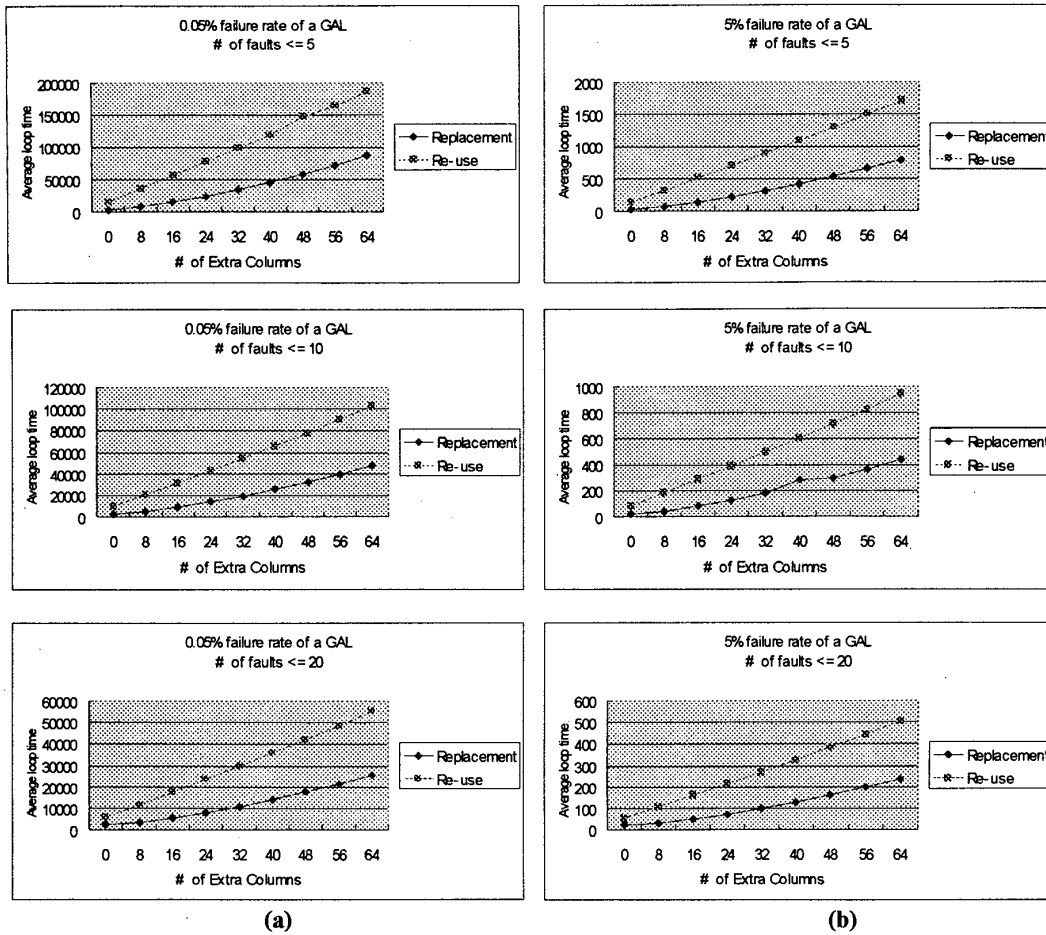 0.05% failure rate of a GAL
# of faults <= 5
200000
150000
100000
50000
0
Average loop time
0 8 16 24 32 40 48 56 64
# of Extra Columns
Replacement
Re-use
5% failure rate of a GAL
# of faults <= 5
2000
1500
1000
500
0
Average loop time
0 8 16 24 32 40 48 56 64
# of Extra Columns
Replacement
Re-use
0.05% failure rate of a GAL
# of faults <= 10
120000
100000
80000
60000
40000
20000
0
Average loop time
0 8 16 24 32 40 48 56 64
# of Extra Columns
Replacement
Re-use
5% failure rate of a GAL
# of faults <= 10
1000
800
600
400
200
0
Average loop time
0 8 16 24 32 40 48 56 64
# of Extra Columns
Replacement
Re-use
0.05% failure rate of a GAL
# of faults <= 20
60000
50000
40000
30000
20000
10000
0
Average loop time
0 8 16 24 32 40 48 56 64
# of Extra Columns
Replacement
Re-use
5% failure rate of a GAL
# of faults <= 20
600
500
400
300
200
100
0
Average loop time
0 8 16 24 32 40 48 56 64
# of Extra Columns
Replacement
Re-use
(a)
(b)